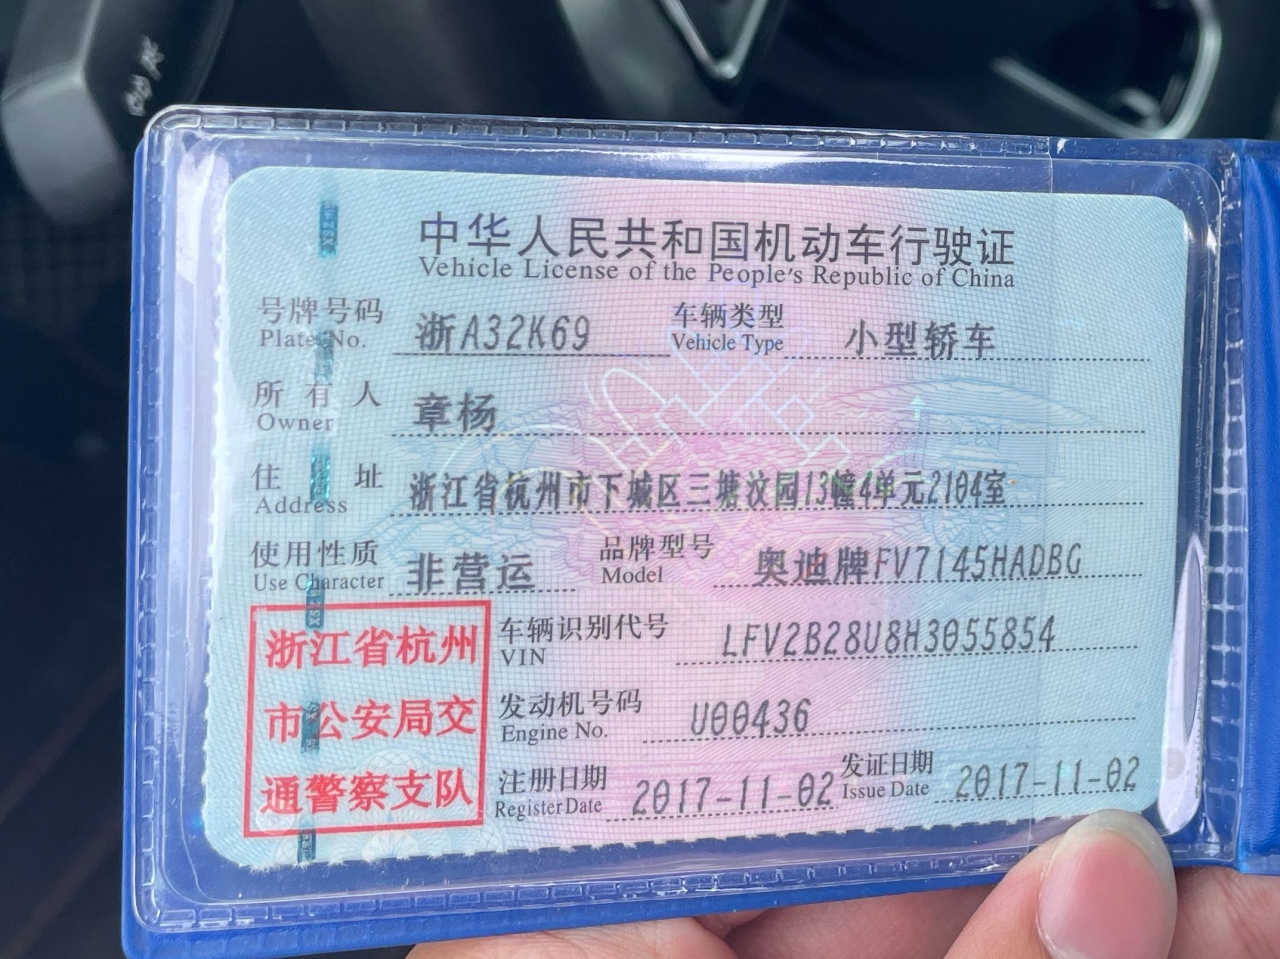 中华人民共和国机动车行驶证
Vehicle License of the People's Republic of China
号牌号码 浙A32K69 车辆类型 小型轿车
Plate No. Vehicle Type
所有人 章杨
Owner
住址 浙江省杭州市下城区三塘汶园13幢4单元2104室
Address
使用性质 非营运 品牌型号 奥迪牌FV7145HADBG
Use Character Model
浙江省杭州
市公安局交
通警察支队
车辆识别代号 LFV2B28U8H3055854
VIN
发动机号码 U00436
Engine No.
注册日期 2017-11-02 发证日期 2017-11-02
Register Date Issue Date